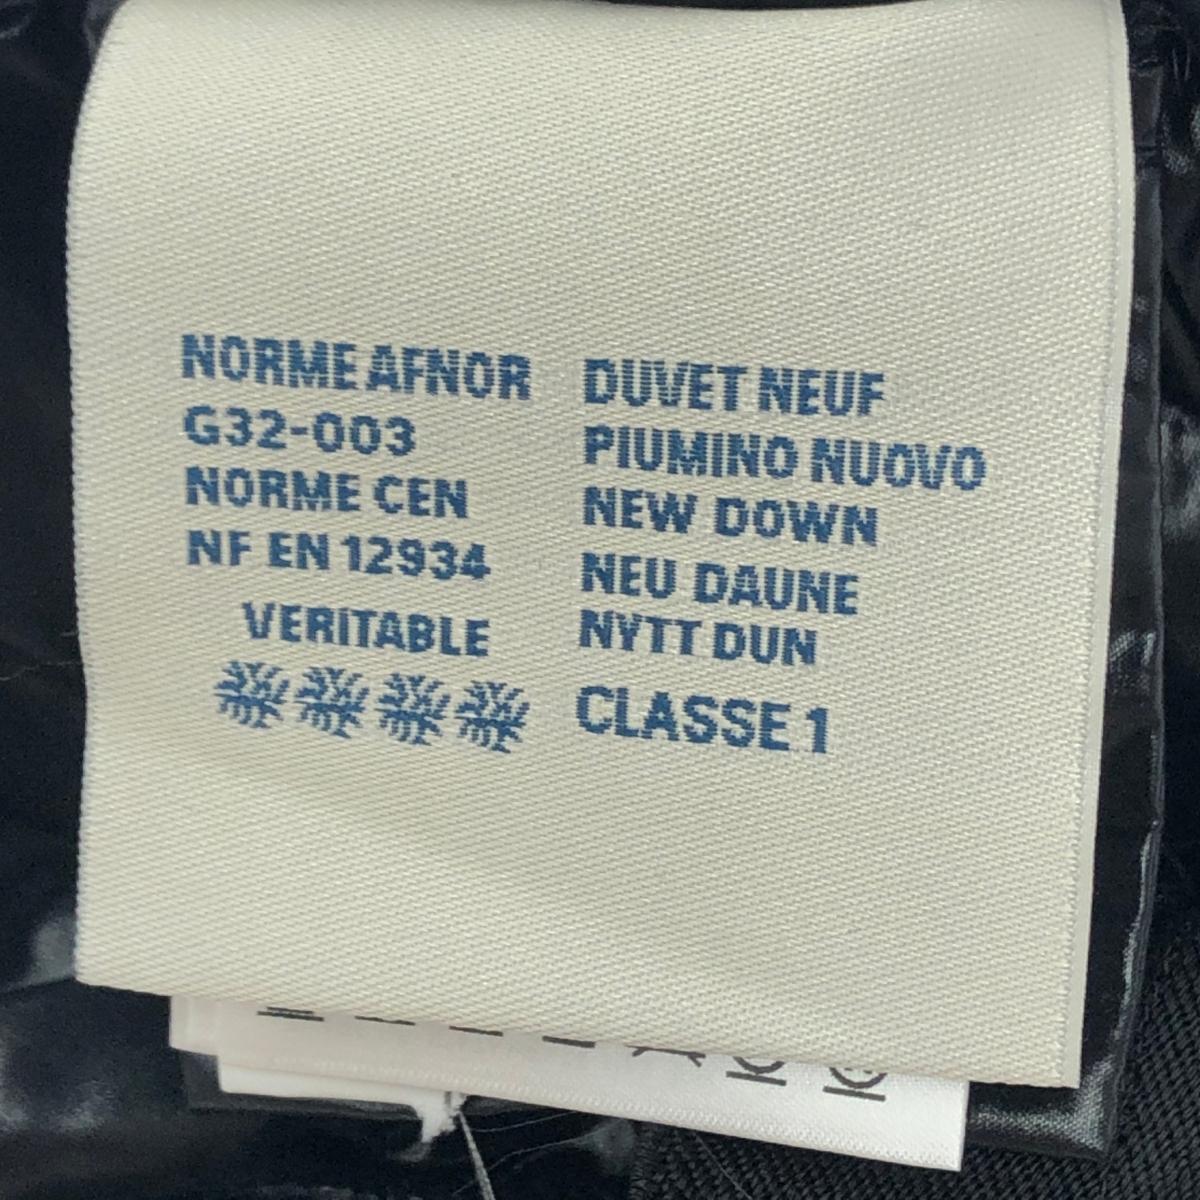 NORME AFNOR
G32-003
NORME CEN
NF EN 12934
VERITABLE
DUVET NEUF
PIUMINO NUOVO
NEW DOWN
NEU DAUNE
NYTT DUN
CLASSE 1